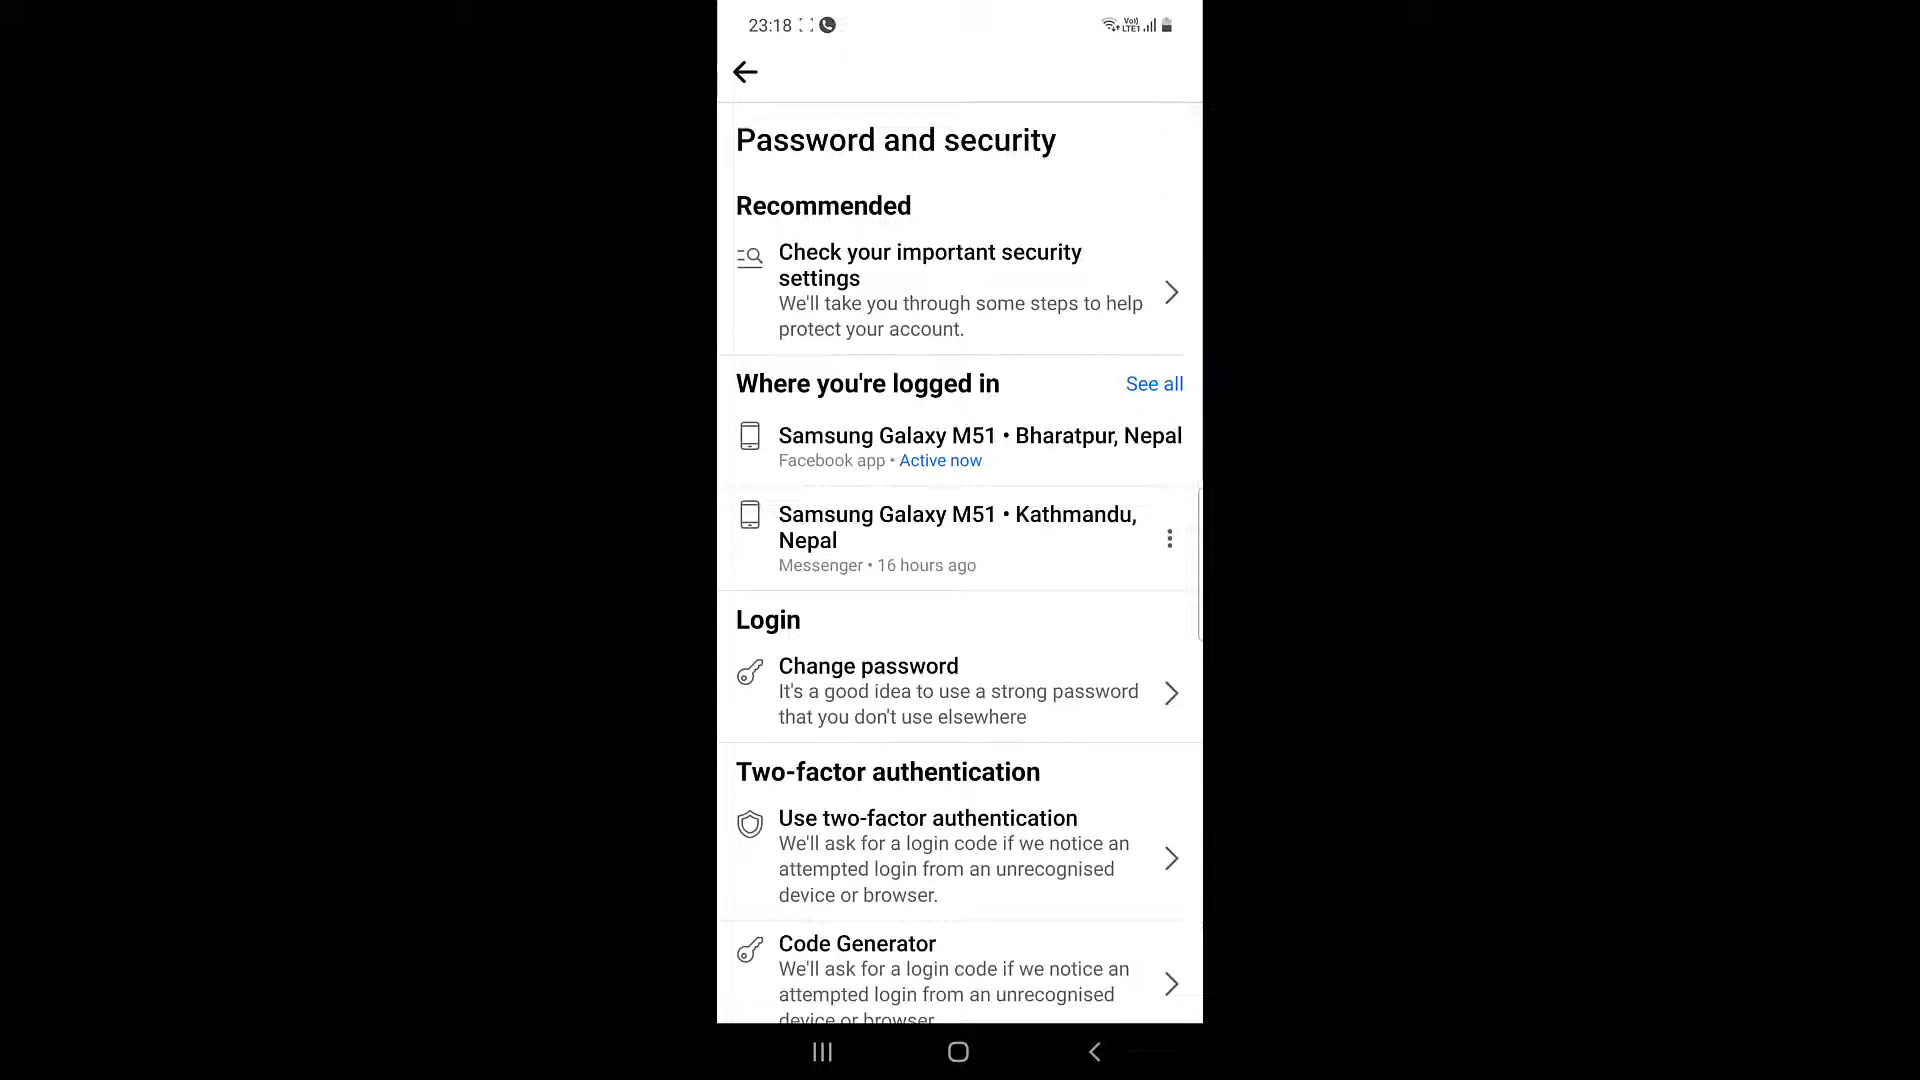 23:18
Vo)) LTE1
Password and security
Recommended
Check your important security
settings
We'll take you through some steps to help
protect your account.
Where you're logged in See all
Samsung Galaxy M51 • Bharatpur, Nepal
Facebook app • Active now
Samsung Galaxy M51 • Kathmandu,
Nepal
Messenger • 16 hours ago
Login
Change password
It's a good idea to use a strong password
that you don't use elsewhere
Two-factor authentication
Use two-factor authentication
We'll ask for a login code if we notice an
attempted login from an unrecognised
device or browser.
Code Generator
We'll ask for a login code if we notice an
attempted login from an unrecognised
device or browser